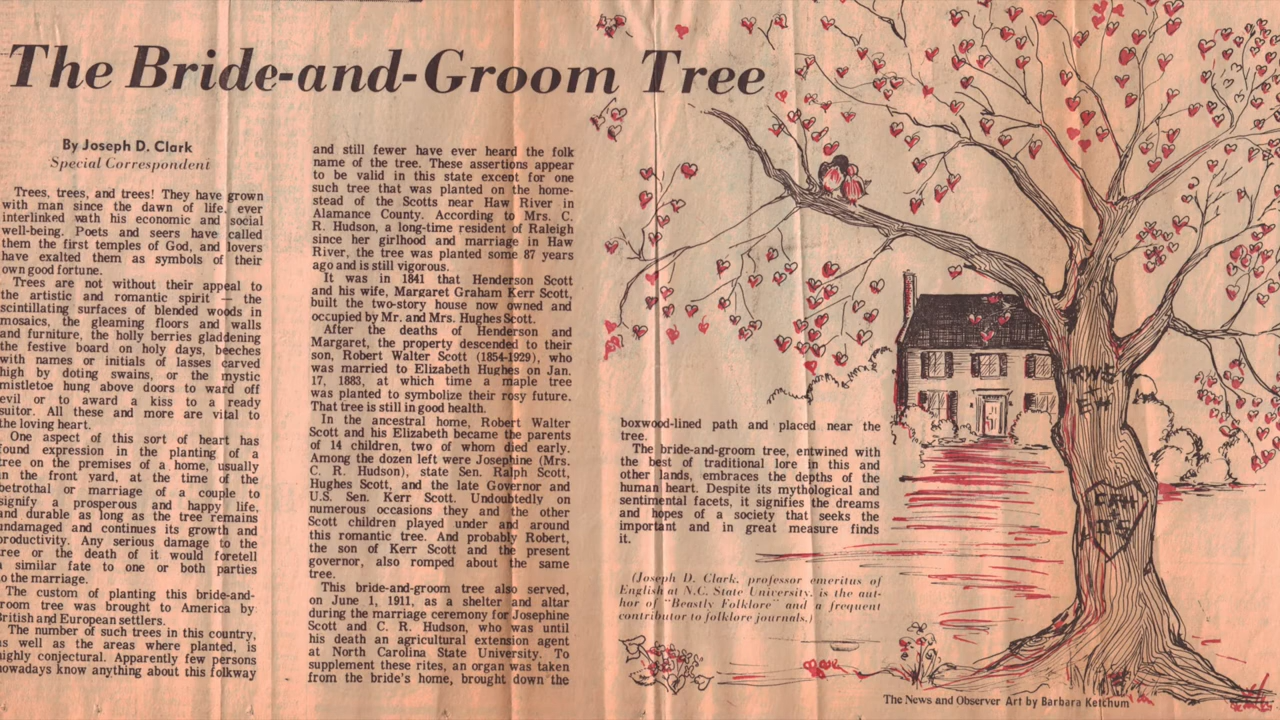 The Bride-and-Groom Tree
By Joseph D. Clark
Special Correspondent
Trees, trees, and trees! They have grown
with man since the dawn of life, ever
interlinked wath his economic and social
well-being. Poets and seers have called
them the first temples of God, and lovers
have exalted them as symbols of their
own good fortune.
Trees are not without their appeal to
the artistic and romantic spirit — the
scintillating surfaces of blended woods in
mosaics, the gleaming floors and walls
and furniture, the holly berries gladdening
the festive board on holy days, beeches
with names or initials of lasses carved
high by doting swains, or the mystic
mistletoe hung above doors to ward off
evil or to award a kiss to a ready
suitor. All these and more are vital to
the loving heart.
One aspect of this sort of heart has
found expression in the planting of a
tree on the premises of a home, usually
in the front yard, at the time of the
betrothal or marriage of a couple to
signify a prosperous and happy life,
and durable as long as the tree remains
undamaged and continues its growth and
productivity. Any serious damage to the
tree or the death of it would foretell
a similar fate to one or both parties
to the marriage.
The custom of planting this bride-and-
groom tree was brought to America by
British and European settlers.
The number of such trees in this country,
as well as the areas where planted, is
highly conjectural. Apparently few persons
nowadays know anything about this folkway
and still fewer have ever heard the folk
name of the tree. These assertions appear
to be valid in this state except for one
such tree that was planted on the home-
stead of the Scotts near Haw River in
Alamance County. According to Mrs. C.
R. Hudson, a long-time resident of Raleigh
since her girlhood and marriage in Haw
River, the tree was planted some 87 years
ago and is still vigorous.
It was in 1841 that Henderson Scott
and his wife, Margaret Graham Kerr Scott,
built the two-story house now owned and
occupied by Mr. and Mrs. Hughes Scott.
After the deaths of Henderson and
Margaret, the property descended to their
son, Robert Walter Scott (1854-1929), who
was married to Elizabeth Hughes on Jan.
17, 1883, at which time a maple tree
was planted to symbolize their rosy future.
That tree is still in good health.
In the ancestral home, Robert Walter
Scott and his Elizabeth became the parents
of 14 children, two of whom died early.
Among the dozen left were Josephine (Mrs.
C. R. Hudson), state Sen. Ralph Scott,
Hughes Scott, and the late Governor and
U.S. Sen. Kerr Scott. Undoubtedly on
numerous occasions they and the other
Scott children played under and around
this romantic tree. And probably Robert,
the son of Kerr Scott and the present
governor, also romped about the same
tree.
This bride-and-groom tree also served,
on June 1, 1911, as a shelter and altar
during the marriage ceremony for Josephine
Scott and C. R. Hudson, who was until
his death an agricultural extension agent
at North Carolina State University. To
supplement these rites, an organ was taken
from the bride's home, brought down the
boxwood-lined path and placed near the
tree.
The bride-and-groom tree, entwined with
the best of traditional lore in this and
other lands, embraces the depths of the
human heart. Despite its mythological and
sentimental facets, it signifies the dreams
and hopes of a society that seeks the
important and in great measure finds
it.
(Joseph D. Clark, professor emeritus of
English at N.C. State University, is the aut-
hor of "Beastly Folklore" and a frequent
contributor to folklore journals.)
RWS
EH
The News and Observer Art by Barbara Ketchum